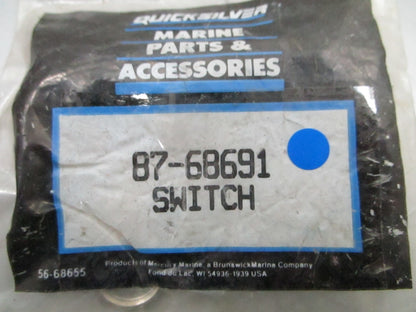 QUICKSILVER
MARINE
PARTS &
ACCESSORIES
87-68691
SWITCH
Products of Mercury Marine, a Brunswick Marine Company
Fond du Lac, WI 54936-1939 USA
56-68655